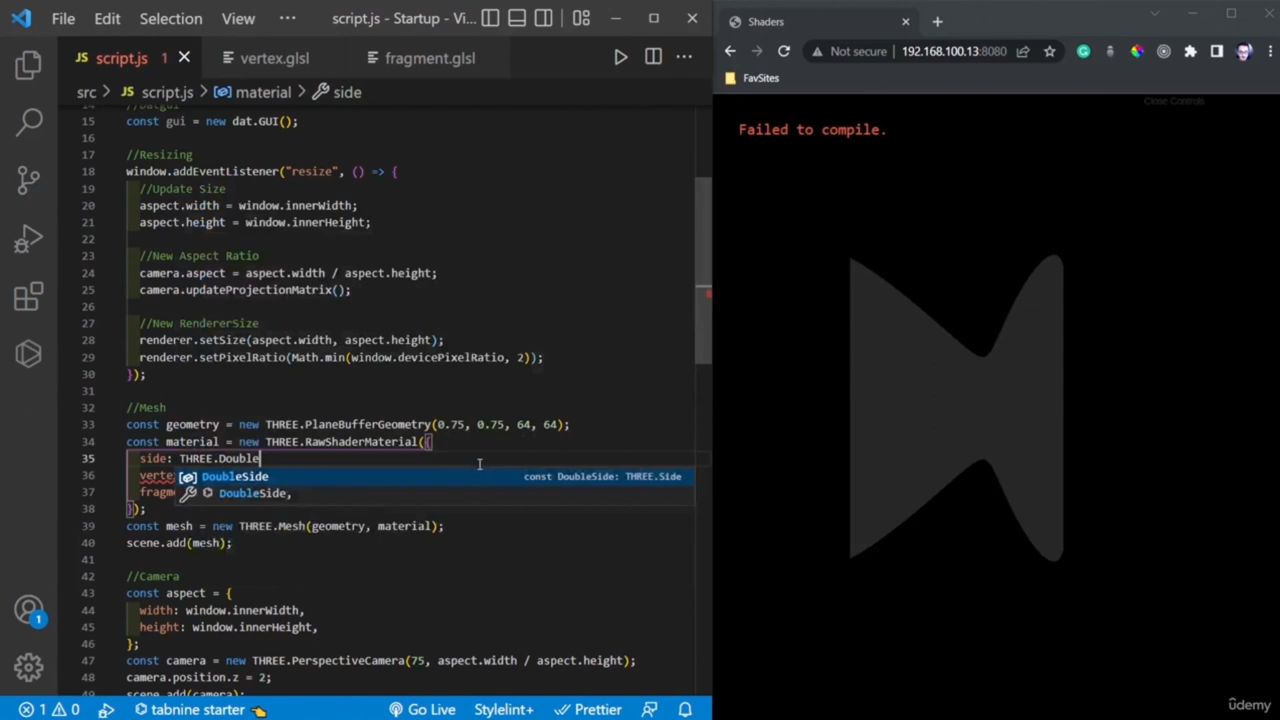 File Edit Selection View ··· script.js - Startup - Vi...
JS script.js 1
vertex.glsl
fragment.glsl
src > JS script.js > material > side
15 const gui = new dat.GUI();
16
17 //Resizing
18 window.addEventListener("resize", () => {
19 //Update Size
20 aspect.width = window.innerWidth;
21 aspect.height = window.innerHeight;
22
23 //New Aspect Ratio
24 camera.aspect = aspect.width / aspect.height;
25 camera.updateProjectionMatrix();
26
27 //New RendererSize
28 renderer.setSize(aspect.width, aspect.height);
29 renderer.setPixelRatio(Math.min(window.devicePixelRatio, 2));
30 });
31
32 //Mesh
33 const geometry = new THREE.PlaneBufferGeometry(0.75, 0.75, 64, 64);
34 const material = new THREE.RawShaderMaterial({
35 side: THREE.Double
36 verte
DoubleSide const DoubleSide: THREE.Side
37 fragm
DoubleSide,
38 });
39 const mesh = new THREE.Mesh(geometry, material);
40 scene.add(mesh);
41
42 //Camera
43 const aspect = {
44 width: window.innerWidth,
45 height: window.innerHeight,
46 };
47 const camera = new THREE.PerspectiveCamera(75, aspect.width / aspect.height);
48 camera.position.z = 2;
49 scene.add(camera);
1
1 0 tabnine starter Go Live Stylelint+ Prettier
Shaders
Not secure 192.168.100.13:8080
FavSites
Close Controls
Failed to compile.
ûdemy